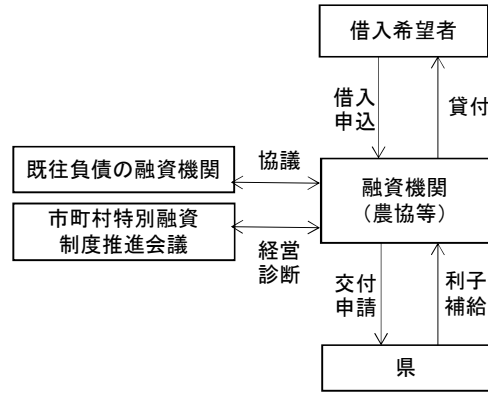 借入希望者
借入
申込
貸付
既往負債の融資機関
協議
融資機関
（農協等）
市町村特別融資
制度推進会議
経営
診断
交付
申請
利子
補給
県